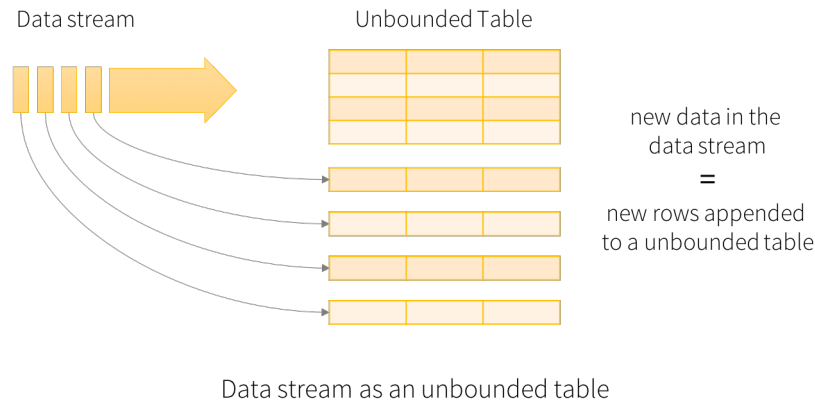 Data stream
Unbounded Table
new data in the
data stream
=
new rows appended
to a unbounded table
Data stream as an unbounded table